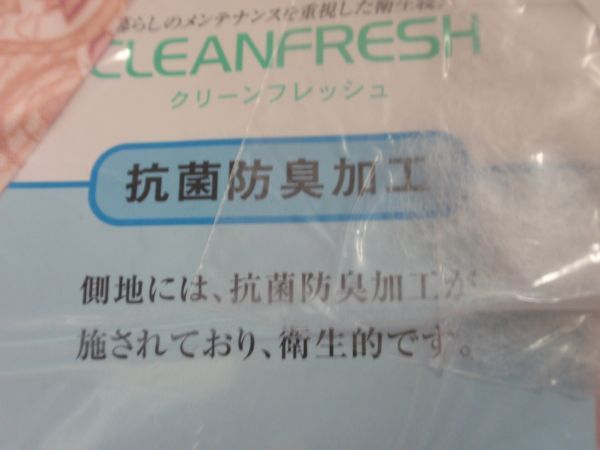 暮らしのメンテナンスを重視した衛生
CLEANFRESH
クリーンフレッシュ
抗菌防臭加工
側地には、抗菌防臭加工が
施されており、衛生的です。